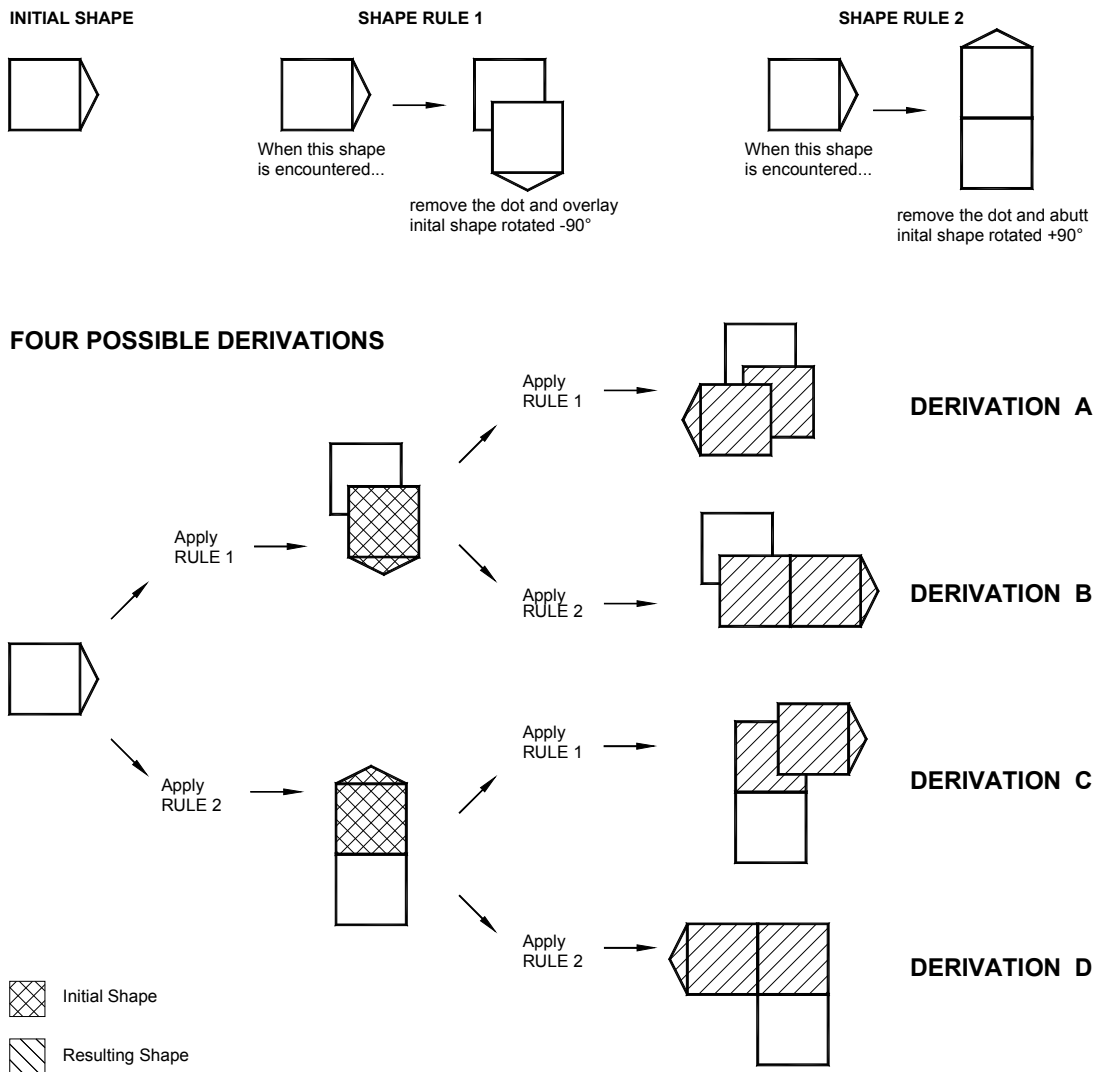 INITIAL SHAPE
SHAPE RULE 1
SHAPE RULE 2
When this shape
is encountered...
remove the dot and overlay
inital shape rotated -90°
When this shape
is encountered...
remove the dot and abutt
inital shape rotated +90°
FOUR POSSIBLE DERIVATIONS
Apply
RULE 1
DERIVATION A
Apply
RULE 1
Apply
RULE 2
DERIVATION B
Apply
RULE 2
Apply
RULE 1
DERIVATION C
Apply
RULE 2
DERIVATION D
Initial Shape
Resulting Shape